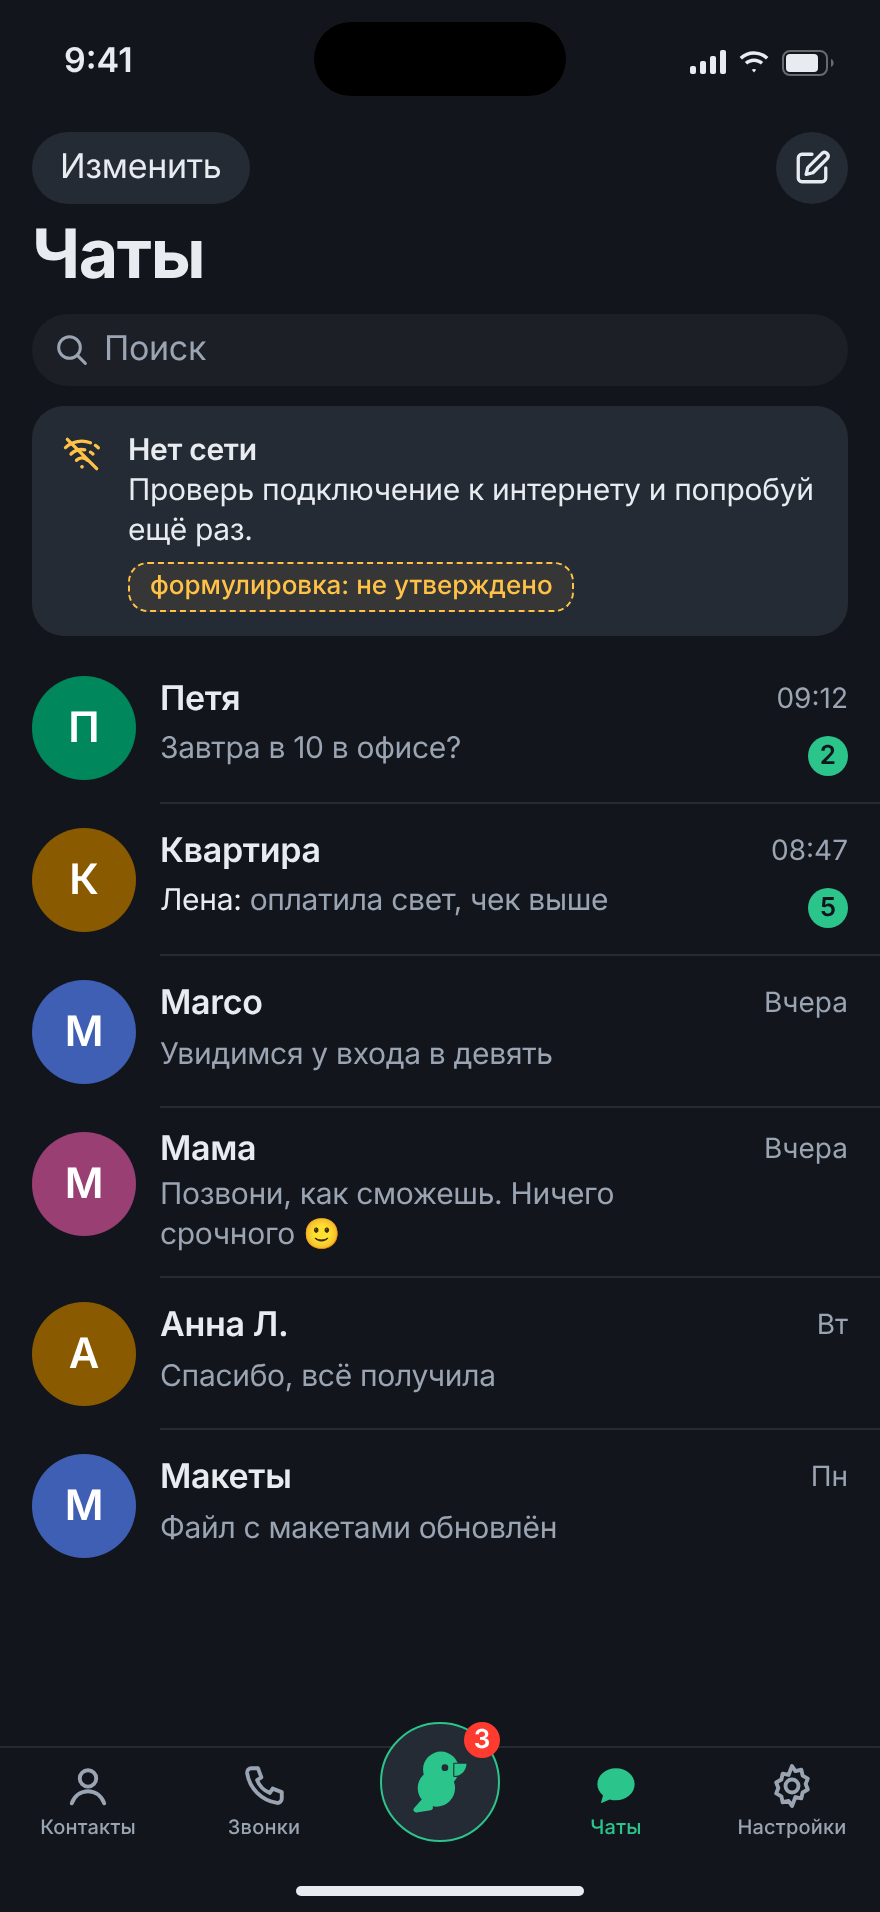 9:41
Изменить
Чаты
Поиск
Нет сети
Проверь подключение к интернету и попробуй
ещё раз.
формулировка: не утверждено
П
Петя
09:12
Завтра в 10 в офисе?
2
К
Квартира
08:47
Лена: оплатила свет, чек выше
5
M
Marco
Вчера
Увидимся у входа в девять
М
Мама
Вчера
Позвони, как сможешь. Ничего
срочного 🙂
А
Анна Л.
Вт
Спасибо, всё получила
М
Макеты
Пн
Файл с макетами обновлён
3
Контакты
Звонки
Чаты
Настройки